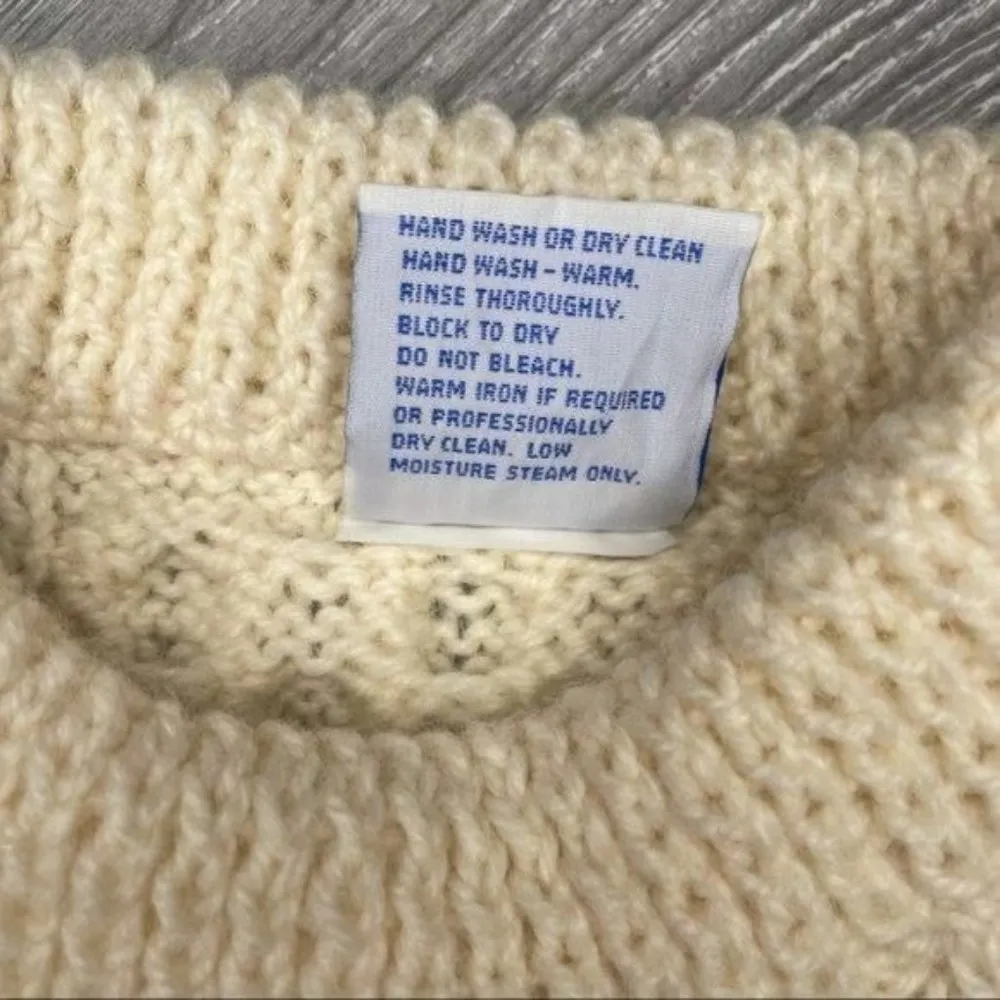 HAND WASH OR DRY CLEAN
HAND WASH - WARM.
RINSE THOROUGHLY.
BLOCK TO DRY
DO NOT BLEACH.
WARM IRON IF REQUIRED
OR PROFESSIONALLY
DRY CLEAN. LOW
MOISTURE STEAM ONLY.